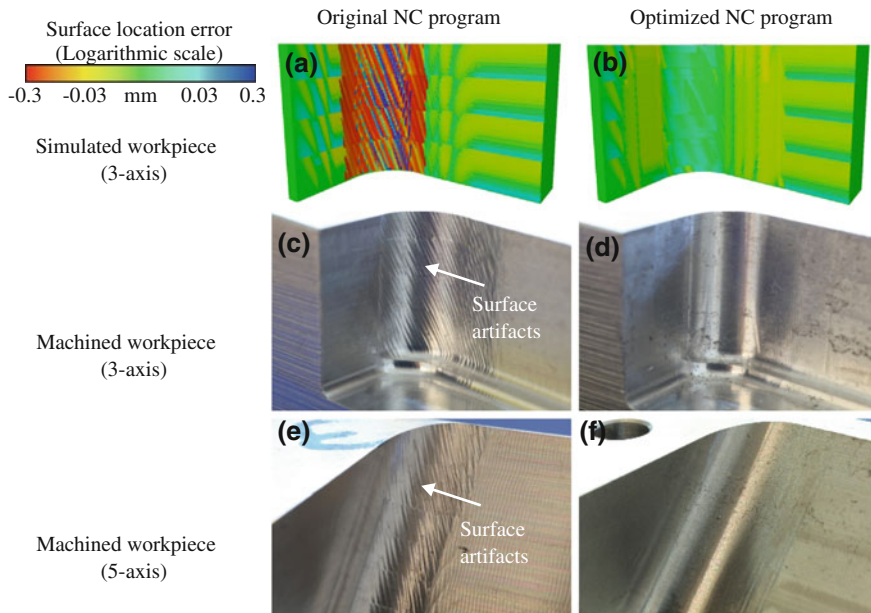 Original NC program
Optimized NC program
Surface location error
(Logarithmic scale)
-0.3
-0.03
mm
0.03
0.3
(a)
(b)
Simulated workpiece
(3-axis)
(c)
(d)
Surface
artifacts
Machined workpiece
(3-axis)
(e)
(f)
Surface
artifacts
Machined workpiece
(5-axis)